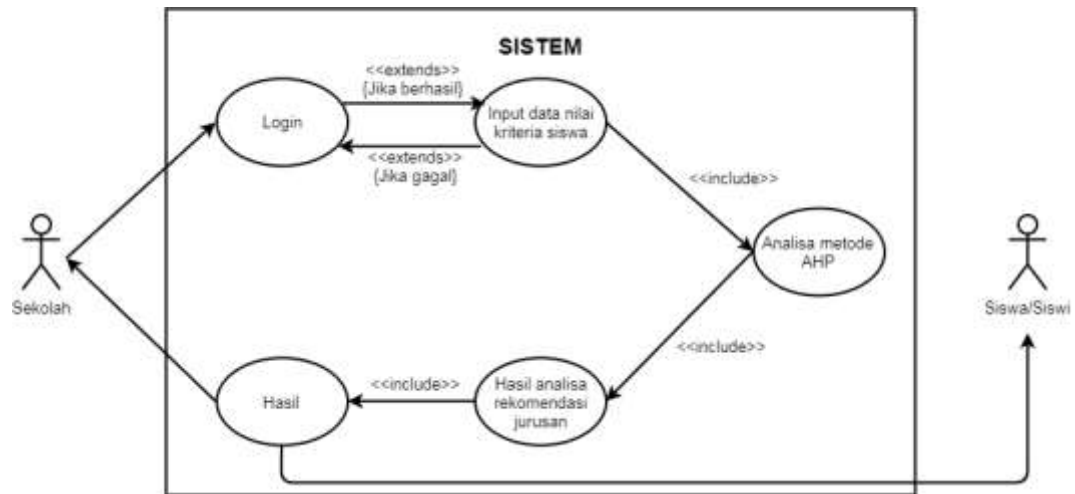 SISTEM
<<extends>>
{Jika berhasil}
Login
Input data nilai
kriteria siswa
<<extends>>
{Jika gagal}
<<include>>
Analisa metode
AHP
Sekolah
Siswa/Siswi
<<include>>
Hasil
<<include>>
Hasil analisa
rekomendasi
jurusan